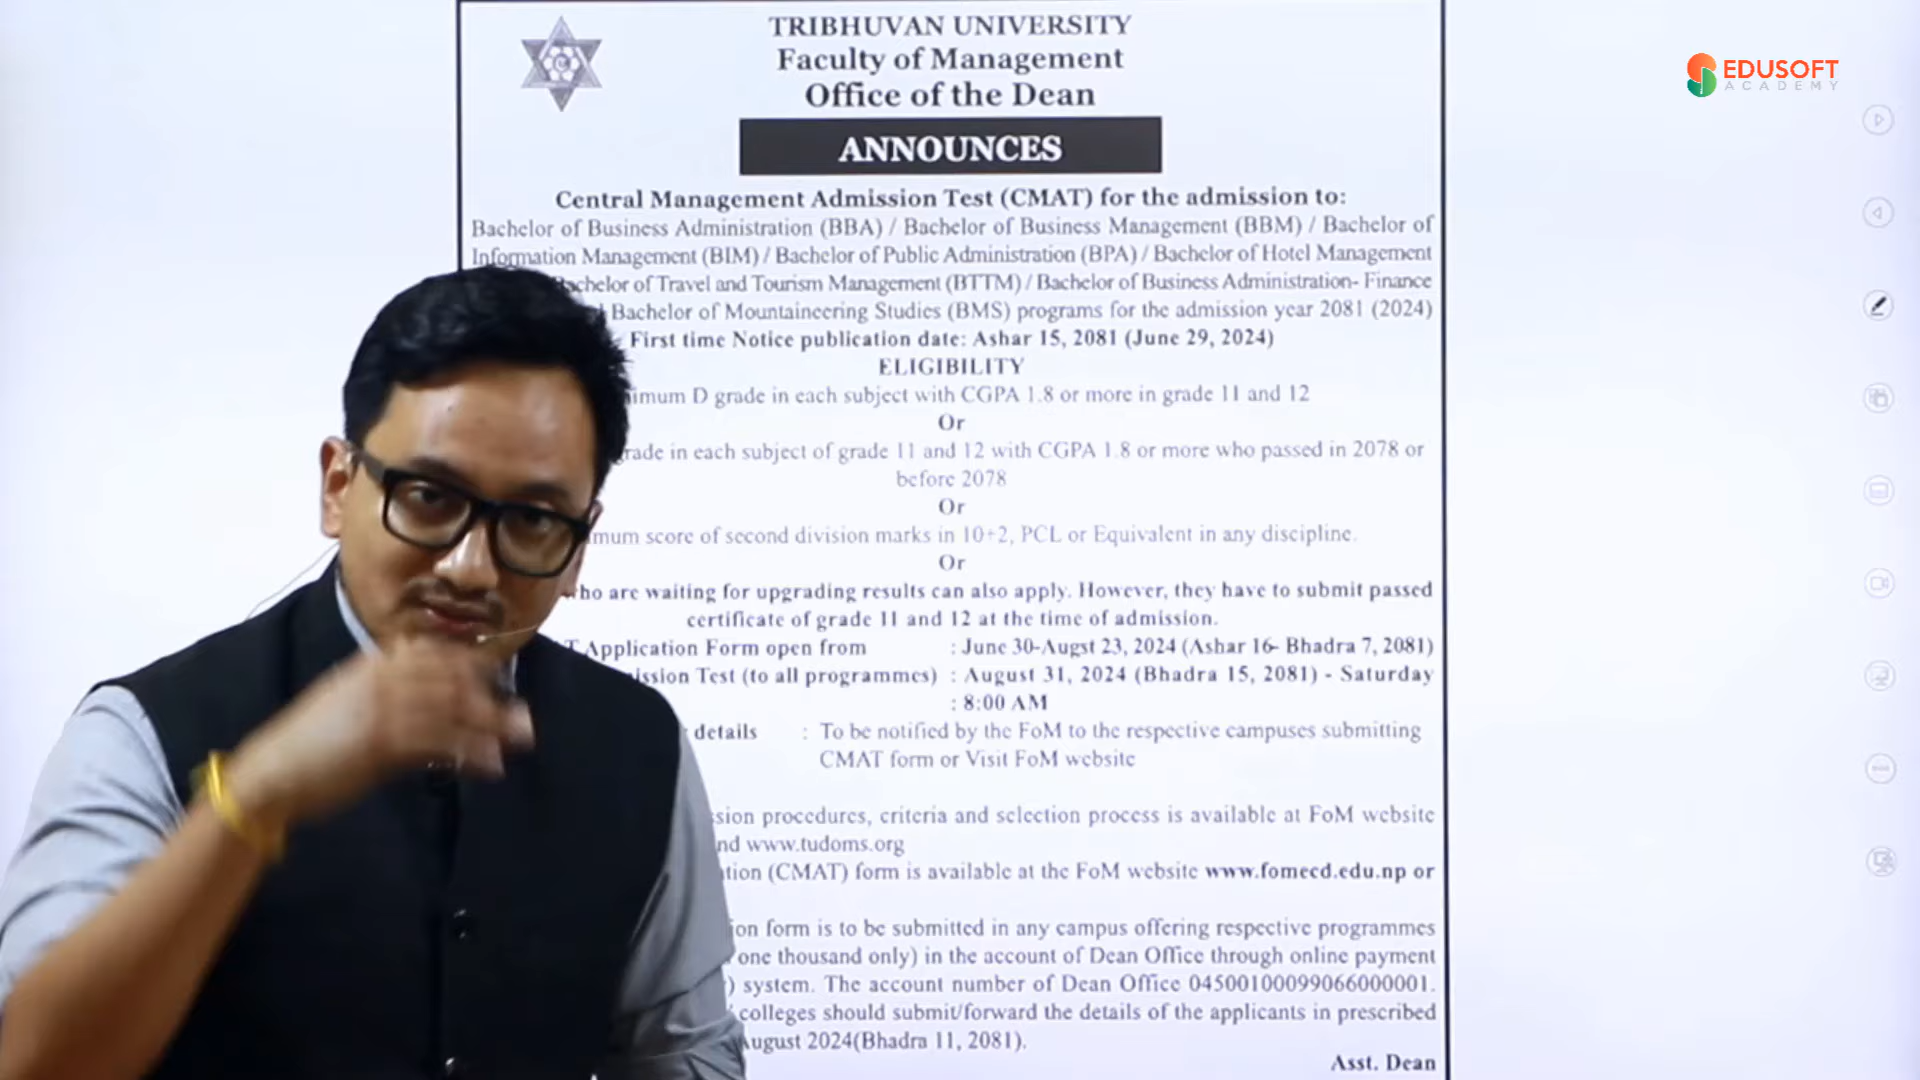 TRIBHUVAN UNIVERSITY
Faculty of Management
Office of the Dean
ANNOUNCES
EDUSOFT
ACADEMY
Central Management Admission Test (CMAT) for the admission to:
Bachelor of Business Administration (BBA) / Bachelor of Business Management (BBM) / Bachelor of
Information Management (BIM) / Bachelor of Public Administration (BPA) / Bachelor of Hotel Management
Bachelor of Travel and Tourism Management (BTTM) / Bachelor of Business Administration- Finance
Bachelor of Mountaineering Studies (BMS) programs for the admission year 2081 (2024)
First time Notice publication date: Ashar 15, 2081 (June 29, 2024)
ELIGIBILITY
D grade in each subject with CGPA 1.8 or more in grade 11 and 12
Or
in each subject of grade 11 and 12 with CGPA 1.8 or more who passed in 2078 or
before 2078
Or
score of second division marks in 10+2, PCL or Equivalent in any discipline.
Or
who are waiting for upgrading results can also apply. However, they have to submit passed
certificate of grade 11 and 12 at the time of admission.
Application Form open from : June 30-Augst 23, 2024 (Ashar 16- Bhadra 7, 2081)
Test (to all programmes) : August 31, 2024 (Bhadra 15, 2081) - Saturday
: 8:00 AM
details : To be notified by the FoM to the respective campuses submitting
CMAT form or Visit FoM website
procedures, criteria and selection process is available at FoM website
www.tudoms.org
(CMAT) form is available at the FoM website www.fomecd.edu.np or
form is to be submitted in any campus offering respective programmes
one thousand only) in the account of Dean Office through online payment
) system. The account number of Dean Office 04500100099066000001.
colleges should submit/forward the details of the applicants in prescribed
August 2024(Bhadra 11, 2081).
Asst. Dean